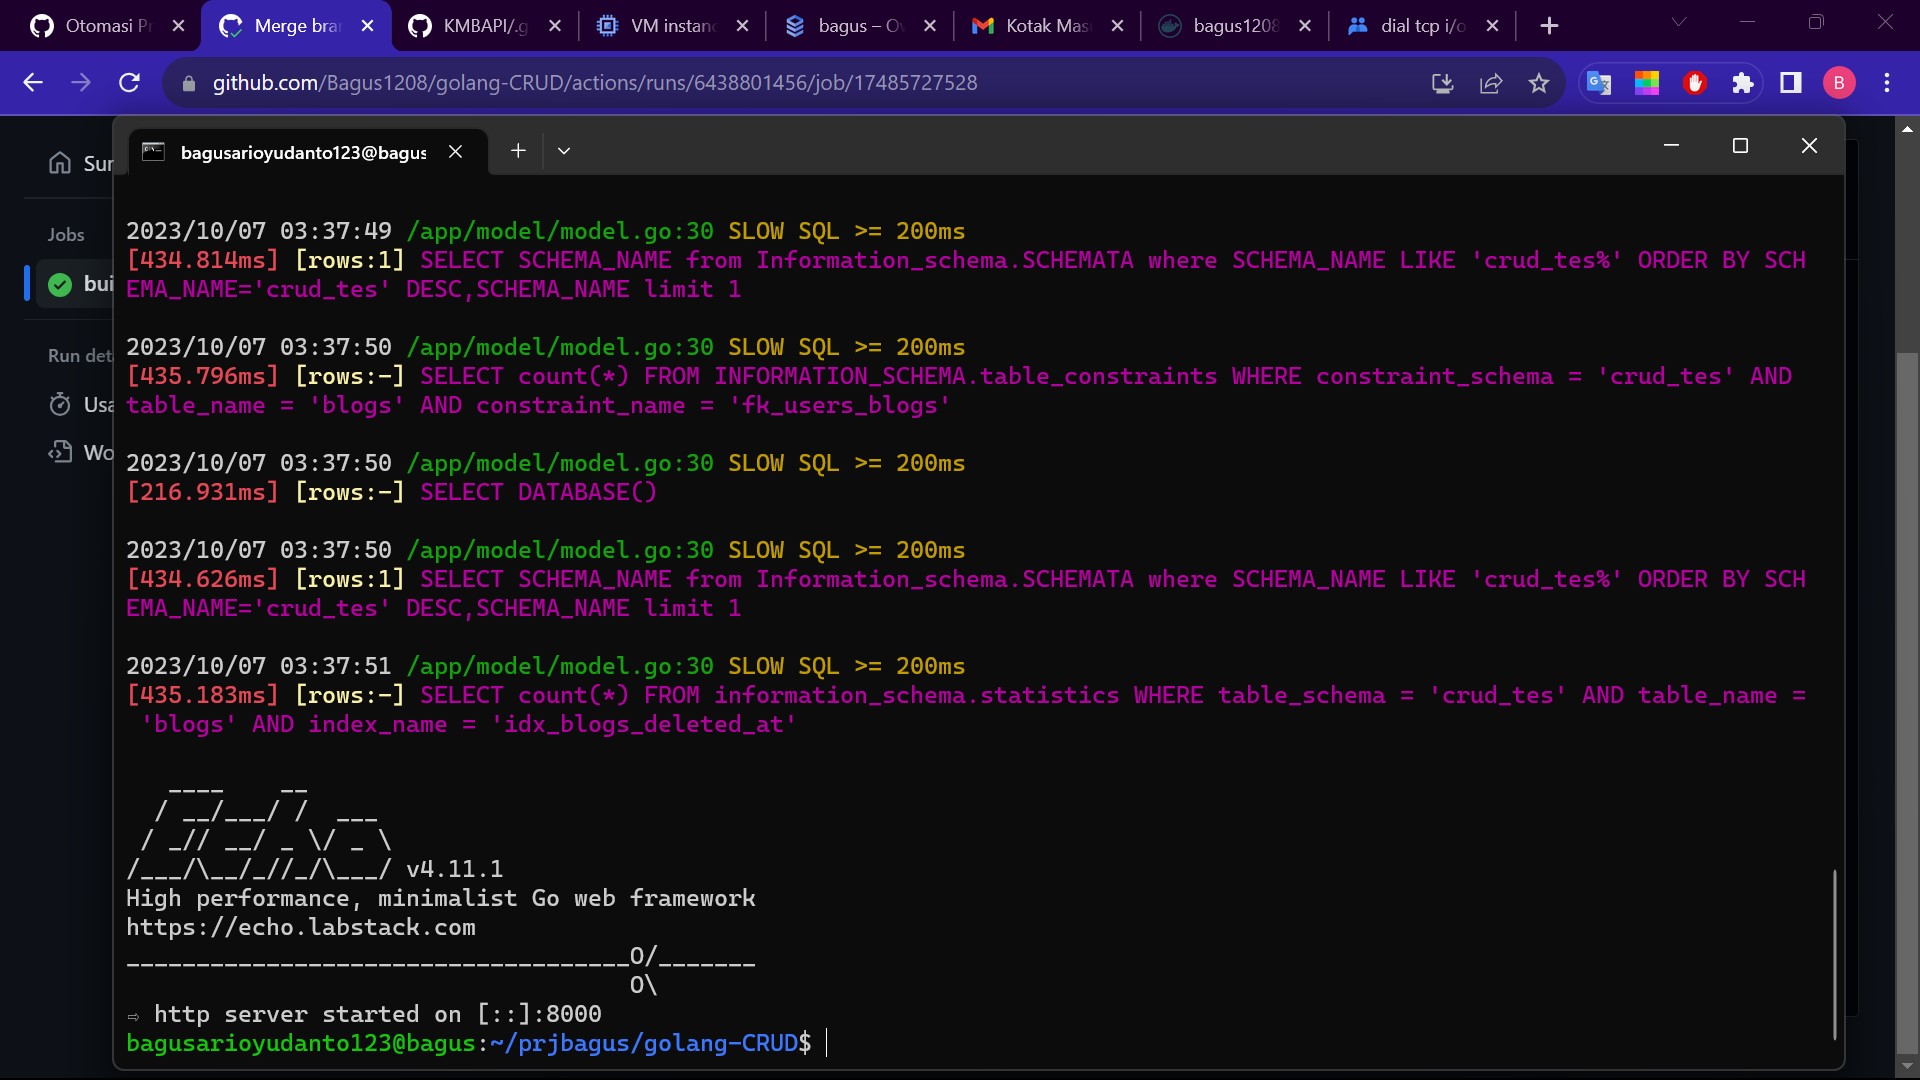 Otomasi P
Merge bra
KMBAPI/.g
VM instan
bagus – Ov
Kotak Mas
bagus1208
dial tcp i/o
github.com/Bagus1208/golang-CRUD/actions/runs/6438801456/job/17485727528
B
bagusarioyudanto123@bagus
Sum
Jobs
bui
Run deta
Usa
Wo
2023/10/07 03:37:49 /app/model/model.go:30 SLOW SQL >= 200ms
[434.814ms] [rows:1] SELECT SCHEMA_NAME from Information_schema.SCHEMATA where SCHEMA_NAME LIKE 'crud_tes%' ORDER BY SCH
EMA_NAME='crud_tes' DESC,SCHEMA_NAME limit 1
2023/10/07 03:37:50 /app/model/model.go:30 SLOW SQL >= 200ms
[435.796ms] [rows:-] SELECT count(*) FROM INFORMATION_SCHEMA.table_constraints WHERE constraint_schema = 'crud_tes' AND
table_name = 'blogs' AND constraint_name = 'fk_users_blogs'
2023/10/07 03:37:50 /app/model/model.go:30 SLOW SQL >= 200ms
[216.931ms] [rows:-] SELECT DATABASE()
2023/10/07 03:37:50 /app/model/model.go:30 SLOW SQL >= 200ms
[434.626ms] [rows:1] SELECT SCHEMA_NAME from Information_schema.SCHEMATA where SCHEMA_NAME LIKE 'crud_tes%' ORDER BY SCH
EMA_NAME='crud_tes' DESC,SCHEMA_NAME limit 1
2023/10/07 03:37:51 /app/model/model.go:30 SLOW SQL >= 200ms
[435.183ms] [rows:-] SELECT count(*) FROM information_schema.statistics WHERE table_schema = 'crud_tes' AND table_name =
'blogs' AND index_name = 'idx_blogs_deleted_at'
   ____    __
  / __/___/ /  ___
 / _// __/ _ \/ _ \
/___/\__/_//_/\___/ v4.11.1
High performance, minimalist Go web framework
https://echo.labstack.com
____________________________________O/_______
                                    O\
⇨ http server started on [::]:8000
bagusarioyudanto123@bagus:~/prjbagus/golang-CRUD$